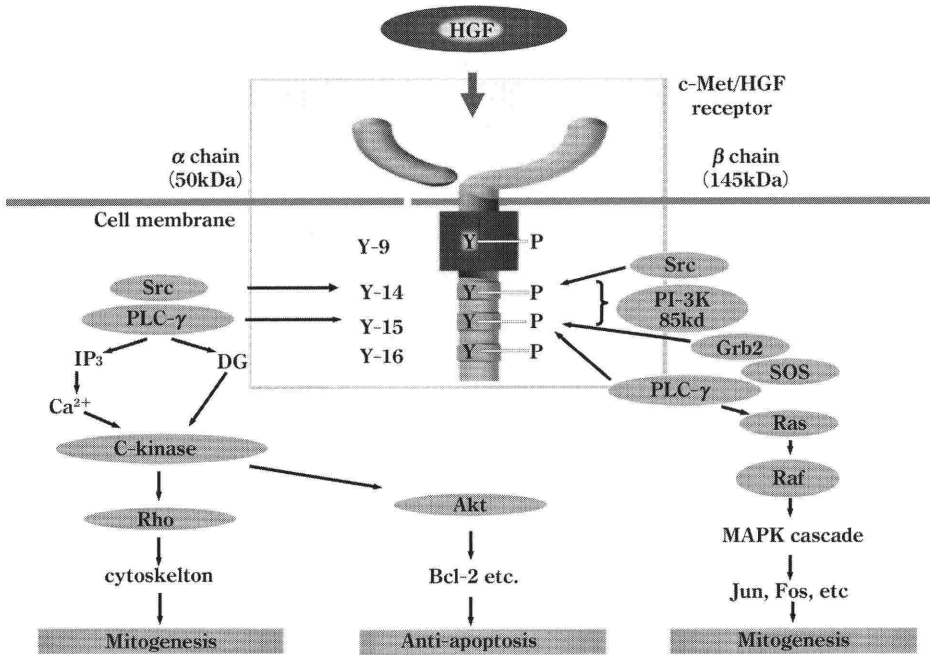 HGF
c-Met/HGF
receptor
α chain
(50kDa)
β chain
(145kDa)
Cell membrane
Y-9
Y
P
Src
Y-14
Y
P
Src
PLC-γ
Y-15
Y
P
PI-3K
85kd
Y-16
Y
P
Grb2
SOS
IP₃
DG
PLC-γ
Ca²⁺
Ras
C-kinase
Raf
Rho
Akt
MAPK cascade
cytoskelton
Bcl-2 etc.
Jun, Fos, etc
Mitogenesis
Anti-apoptosis
Mitogenesis